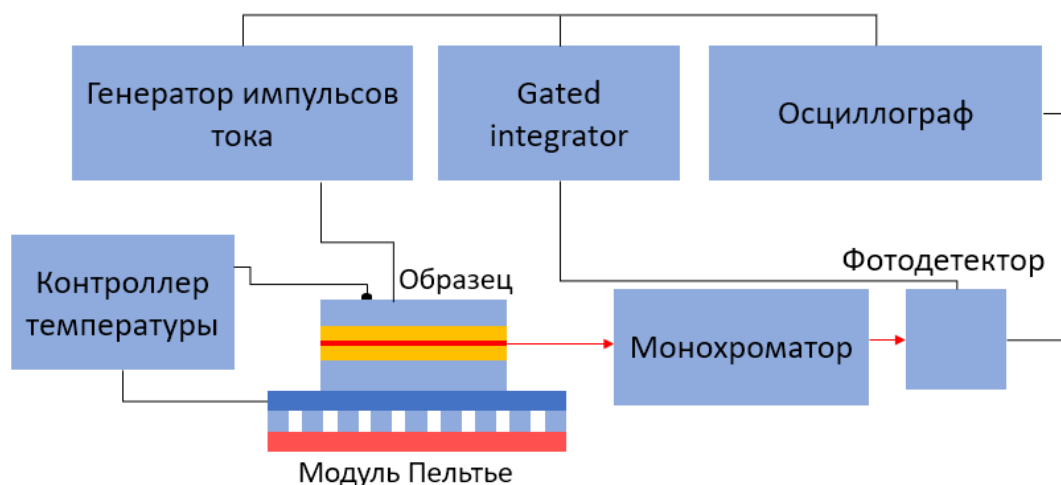 Генератор импульсов
тока
Gated
integrator
Осциллограф
Контроллер
температуры
Образец
Фотодетектор
Монохроматор
Модуль Пельтье